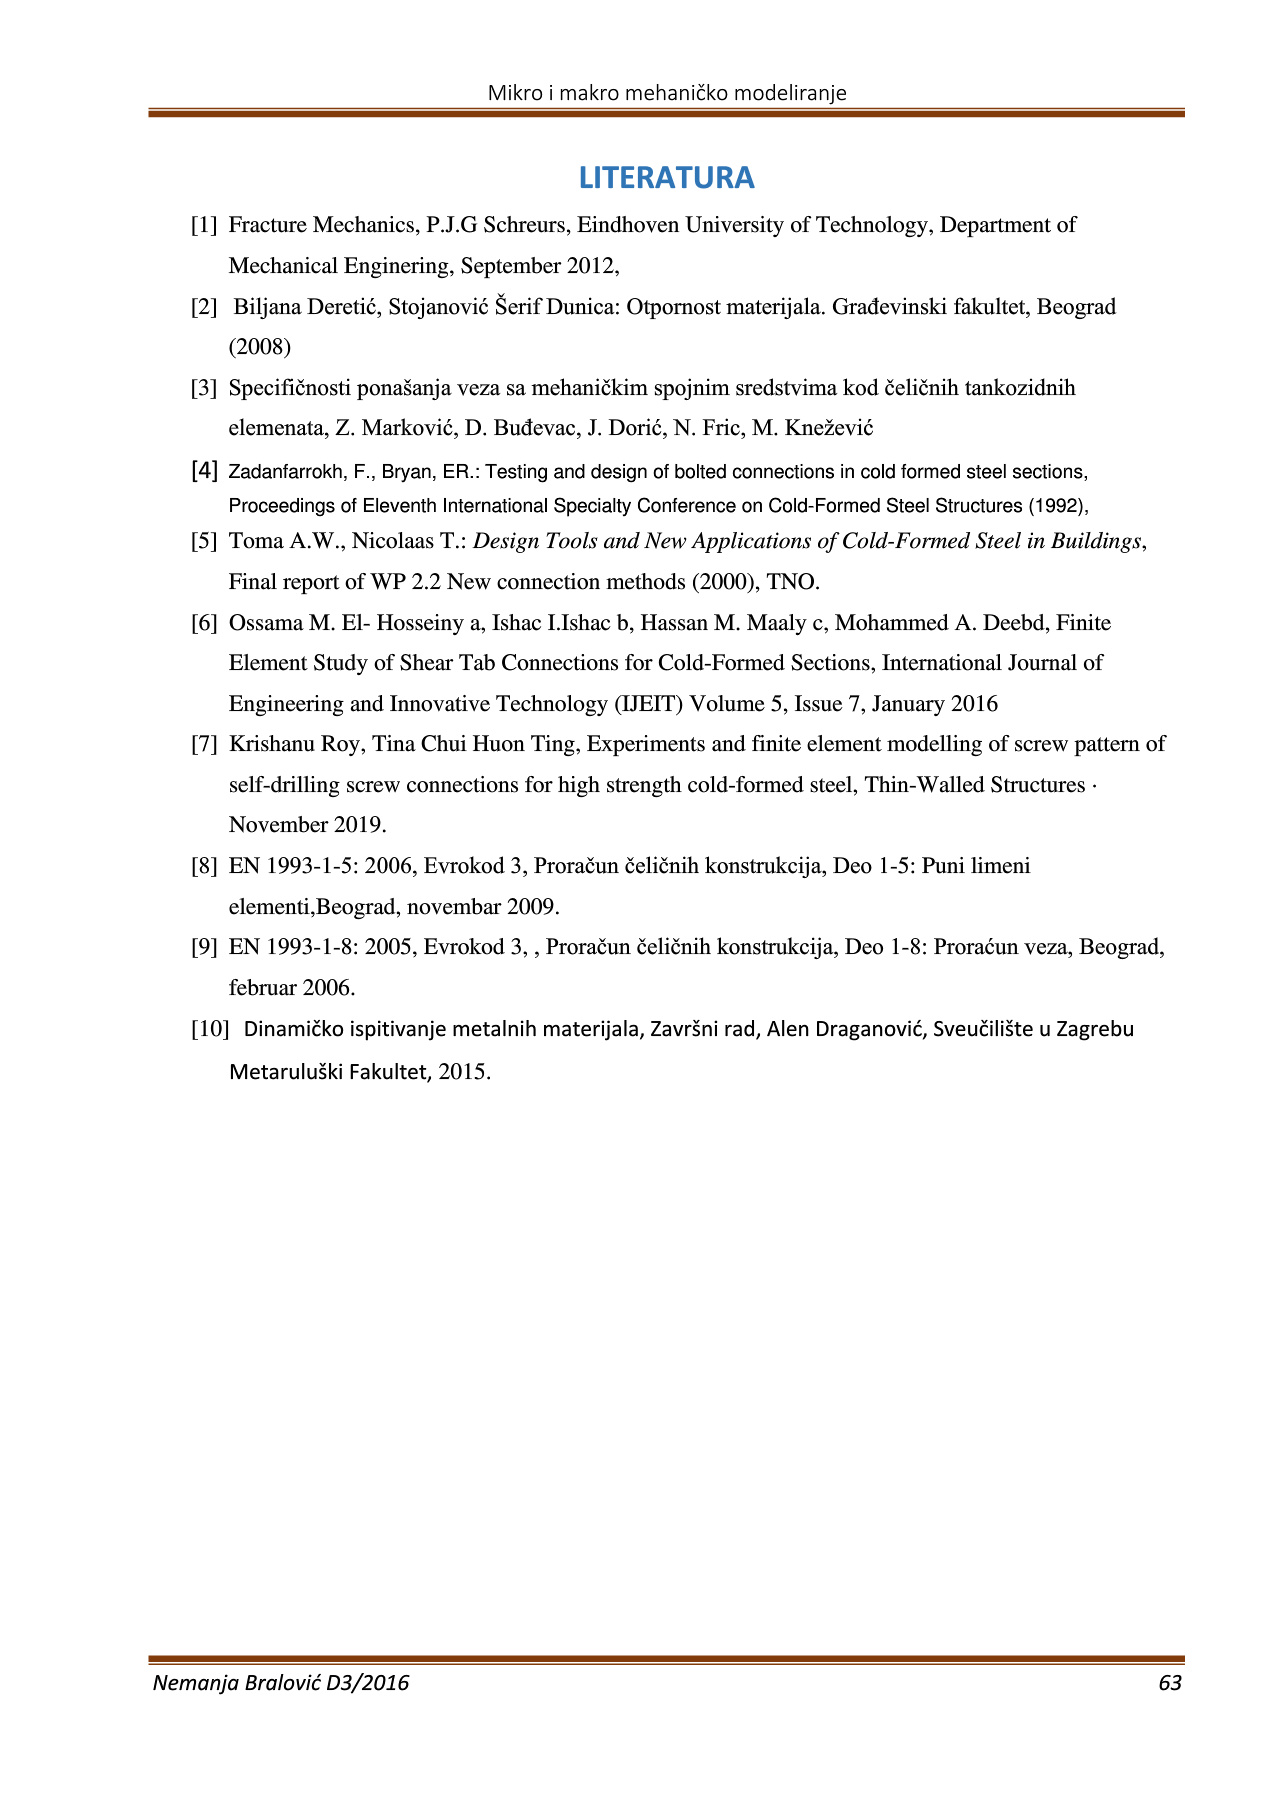 Mikro i makro mehaničko modeliranje
LITERATURA
[1] Fracture Mechanics, P.J.G Schreurs, Eindhoven University of Technology, Department of
Mechanical Enginering, September 2012,
[2] Biljana Deretić, Stojanović Šerif Dunica: Otpornost materijala. Građevinski fakultet, Beograd
(2008)
[3] Specifičnosti ponašanja veza sa mehaničkim spojnim sredstvima kod čeličnih tankozidnih
elemenata, Z. Marković, D. Buđevac, J. Dorić, N. Fric, M. Knežević
[4] Zadanfarrokh, F., Bryan, ER.: Testing and design of bolted connections in cold formed steel sections,
Proceedings of Eleventh International Specialty Conference on Cold-Formed Steel Structures (1992),
[5] Toma A.W., Nicolaas T.: Design Tools and New Applications of Cold-Formed Steel in Buildings,
Final report of WP 2.2 New connection methods (2000), TNO.
[6] Ossama M. El- Hosseiny a, Ishac I.Ishac b, Hassan M. Maaly c, Mohammed A. Deebd, Finite
Element Study of Shear Tab Connections for Cold-Formed Sections, International Journal of
Engineering and Innovative Technology (IJEIT) Volume 5, Issue 7, January 2016
[7] Krishanu Roy, Tina Chui Huon Ting, Experiments and finite element modelling of screw pattern of
self-drilling screw connections for high strength cold-formed steel, Thin-Walled Structures ·
November 2019.
[8] EN 1993-1-5: 2006, Evrokod 3, Proračun čeličnih konstrukcija, Deo 1-5: Puni limeni
elementi,Beograd, novembar 2009.
[9] EN 1993-1-8: 2005, Evrokod 3, , Proračun čeličnih konstrukcija, Deo 1-8: Proraćun veza, Beograd,
februar 2006.
[10] Dinamičko ispitivanje metalnih materijala, Završni rad, Alen Draganović, Sveučilište u Zagrebu
Metaruluški Fakultet, 2015.
Nemanja Bralović D3/2016 63